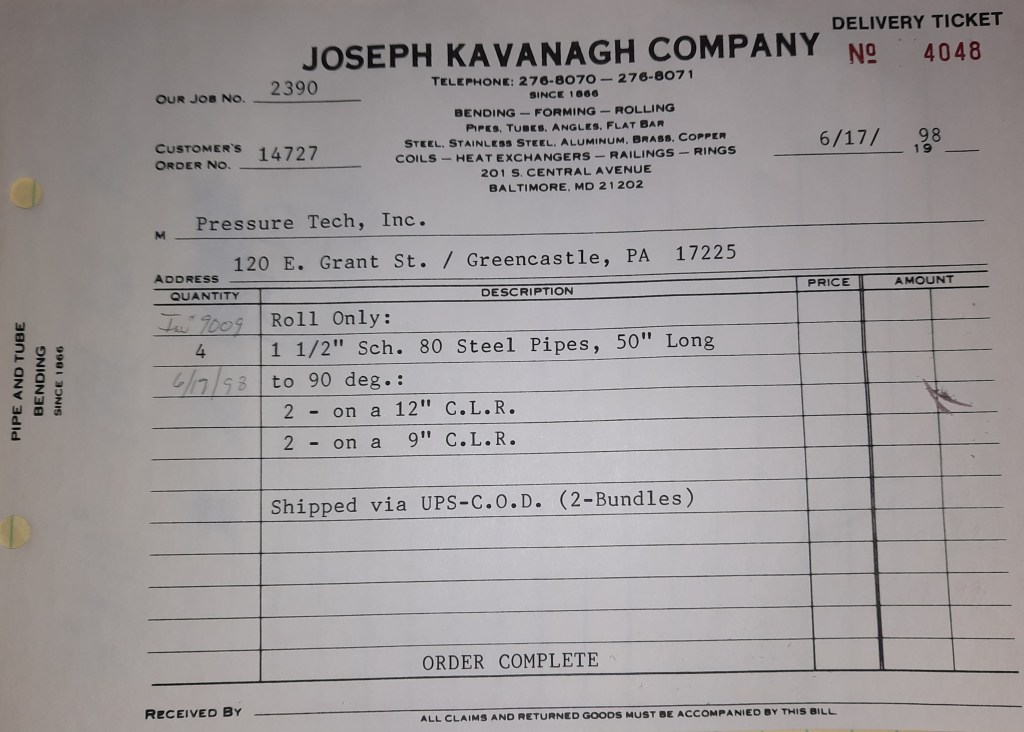 DELIVERY TICKET
JOSEPH KAVANAGH COMPANY
Nº 4048
TELEPHONE: 276-8070 — 276-8071
SINCE 1866
OUR JOB NO. 2390
BENDING — FORMING — ROLLING
PIPES, TUBES, ANGLES, FLAT BAR
STEEL, STAINLESS STEEL, ALUMINUM, BRASS, COPPER
CUSTOMER'S
ORDER NO. 14727
COILS — HEAT EXCHANGERS — RAILINGS — RINGS
6/17/ 1998
201 S. CENTRAL AVENUE
BALTIMORE, MD 21202
M Pressure Tech, Inc.
ADDRESS 120 E. Grant St. / Greencastle, PA 17225
QUANTITY DESCRIPTION PRICE AMOUNT
Inv 9009 Roll Only:
4 1 1/2" Sch. 80 Steel Pipes, 50" Long
6/17/98 to 90 deg.:
2 - on a 12" C.L.R.
2 - on a 9" C.L.R.
Shipped via UPS-C.O.D. (2-Bundles)
ORDER COMPLETE
RECEIVED BY
ALL CLAIMS AND RETURNED GOODS MUST BE ACCOMPANIED BY THIS BILL
PIPE AND TUBE
BENDING
SINCE 1866